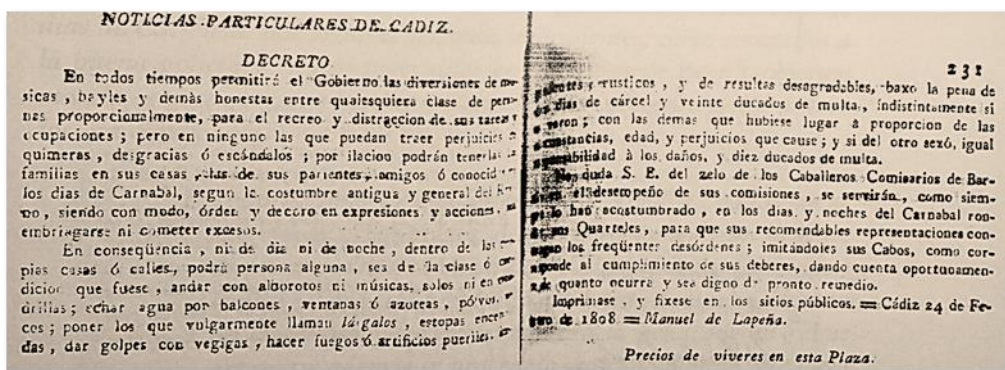 NOTICIAS PARTICULARES DE CADIZ.
DECRETO
En todos tiempos permitirá el Gobierno las diversiones de
sicas, bayles y demàs honestas entre qualesquiera clase de
nas proporcionalmente, para el recreo y distraccion de sus tareas
ocupaciones; pero en ninguno las que puedan traer perjuicios
quimeras, desgracias ó escándalos; por ilacion podrán tenerlas
familias en sus casas, las de sus parientes, amigos ó
los dias de Carnabal, segun la costumbre antigua y general del
no, siendo con modo, órden y decoro en expresiones y acciones,
embriagarse ni cometer excesos.
En conseqüencia, ni de dia ni de noche, dentro de las
pias casas ó calles, podrá persona alguna, sea de la clase ó
dicion que fuese, andar con alborotos ni músicas, solos ni en
drillas; echar agua por balcones, ventanas ó azoteas,
ces; poner los que vulgarmente llaman lárgalos, estopas
das, dar golpes con vegigas, hacer fuegos ó artificios pueriles,
231
rusticos, y de resultas desagradables, baxo la pena de
dias de cárcel y veinte ducados de multa, indistintamente si
varon; con las demas que hubiese lugar à proporcion de las
edad, y perjuicios que cause; y si del otro sexô, igual
à los daños, y diez ducados de multa.
No duda S. E. del zelo de los Caballeros Comisarios de Bar-
el desempeño de sus comisiones, se servirán, como siem-
lo han acostumbrado, en los dias y noches del Carnabal ron-
sus Quarteles, para que sus recomendables representaciones con-
los freqüentes desórdenes; imitándoles sus Cabos, como cor-
al cumplimiento de sus deberes, dando cuenta oportunamen-
de quanto ocurra y sea digno de pronto remedio.
Imprimase, y fixese en los sitios públicos. = Cádiz 24 de Fe-
de 1808 = Manuel de Lapeña.
Precios de viveres en esta Plaza.